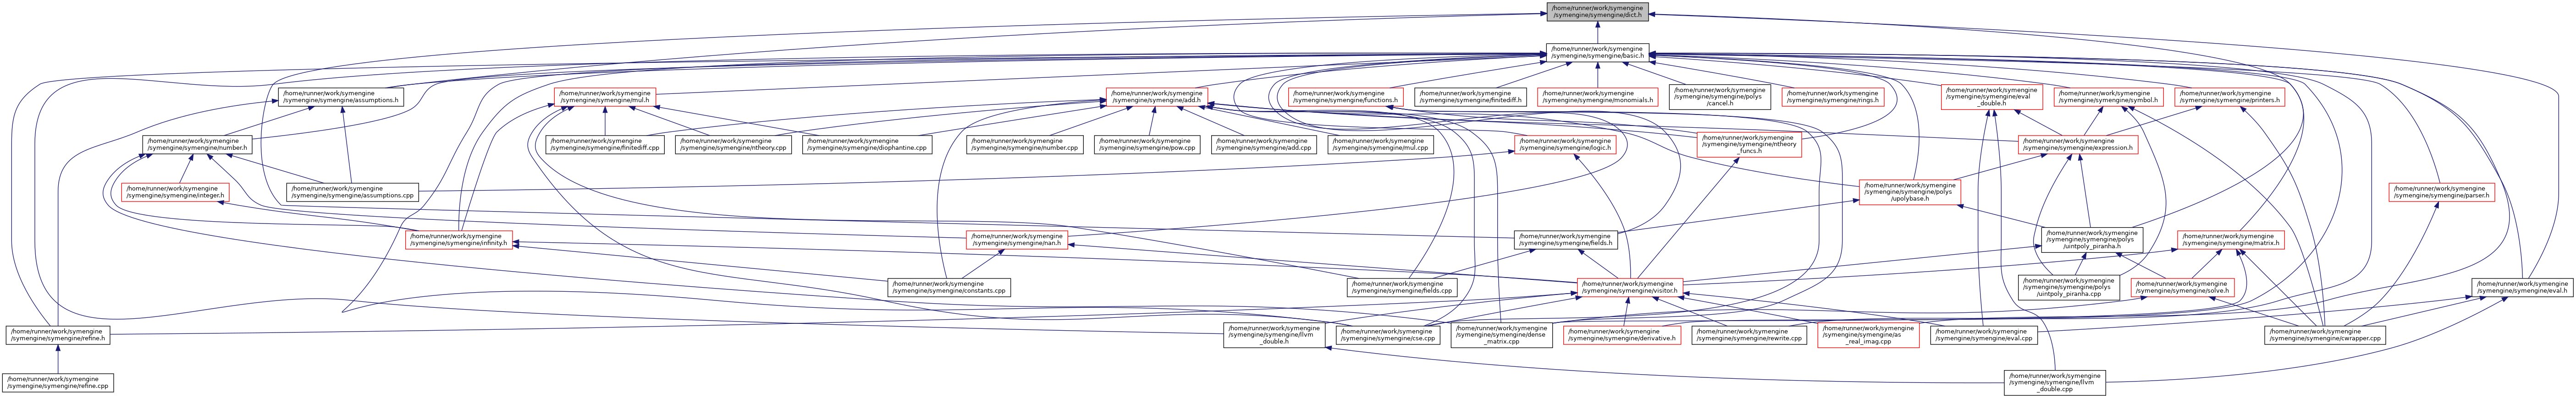 /home/runner/work/symengine
/symengine/symengine/dict.h
/home/runner/work/symengine
/symengine/symengine/basic.h
/home/runner/work/symengine
/symengine/symengine/assumptions.h
/home/runner/work/symengine
/symengine/symengine/mul.h
/home/runner/work/symengine
/symengine/symengine/add.h
/home/runner/work/symengine
/symengine/symengine/functions.h
/home/runner/work/symengine
/symengine/symengine/finitediff.h
/home/runner/work/symengine
/symengine/symengine/monomials.h
/home/runner/work/symengine
/symengine/symengine/polys
/cancel.h
/home/runner/work/symengine
/symengine/symengine/rings.h
/home/runner/work/symengine
/symengine/symengine/eval
_double.h
/home/runner/work/symengine
/symengine/symengine/symbol.h
/home/runner/work/symengine
/symengine/symengine/printers.h
/home/runner/work/symengine
/symengine/symengine/number.h
/home/runner/work/symengine
/symengine/symengine/finitediff.cpp
/home/runner/work/symengine
/symengine/symengine/ntheory.cpp
/home/runner/work/symengine
/symengine/symengine/diophantine.cpp
/home/runner/work/symengine
/symengine/symengine/number.cpp
/home/runner/work/symengine
/symengine/symengine/pow.cpp
/home/runner/work/symengine
/symengine/symengine/add.cpp
/home/runner/work/symengine
/symengine/symengine/mul.cpp
/home/runner/work/symengine
/symengine/symengine/logic.h
/home/runner/work/symengine
/symengine/symengine/ntheory
_funcs.h
/home/runner/work/symengine
/symengine/symengine/expression.h
/home/runner/work/symengine
/symengine/symengine/integer.h
/home/runner/work/symengine
/symengine/symengine/assumptions.cpp
/home/runner/work/symengine
/symengine/symengine/polys
/upolybase.h
/home/runner/work/symengine
/symengine/symengine/parser.h
/home/runner/work/symengine
/symengine/symengine/infinity.h
/home/runner/work/symengine
/symengine/symengine/nan.h
/home/runner/work/symengine
/symengine/symengine/fields.h
/home/runner/work/symengine
/symengine/symengine/polys
/uintpoly_piranha.h
/home/runner/work/symengine
/symengine/symengine/matrix.h
/home/runner/work/symengine
/symengine/symengine/constants.cpp
/home/runner/work/symengine
/symengine/symengine/fields.cpp
/home/runner/work/symengine
/symengine/symengine/visitor.h
/home/runner/work/symengine
/symengine/symengine/polys
/uintpoly_piranha.cpp
/home/runner/work/symengine
/symengine/symengine/solve.h
/home/runner/work/symengine
/symengine/symengine/eval.h
/home/runner/work/symengine
/symengine/symengine/refine.h
/home/runner/work/symengine
/symengine/symengine/llvm
_double.h
/home/runner/work/symengine
/symengine/symengine/cse.cpp
/home/runner/work/symengine
/symengine/symengine/dense
_matrix.cpp
/home/runner/work/symengine
/symengine/symengine/derivative.h
/home/runner/work/symengine
/symengine/symengine/rewrite.cpp
/home/runner/work/symengine
/symengine/symengine/as
_real_imag.cpp
/home/runner/work/symengine
/symengine/symengine/eval.cpp
/home/runner/work/symengine
/symengine/symengine/cwrapper.cpp
/home/runner/work/symengine
/symengine/symengine/refine.cpp
/home/runner/work/symengine
/symengine/symengine/llvm
_double.cpp